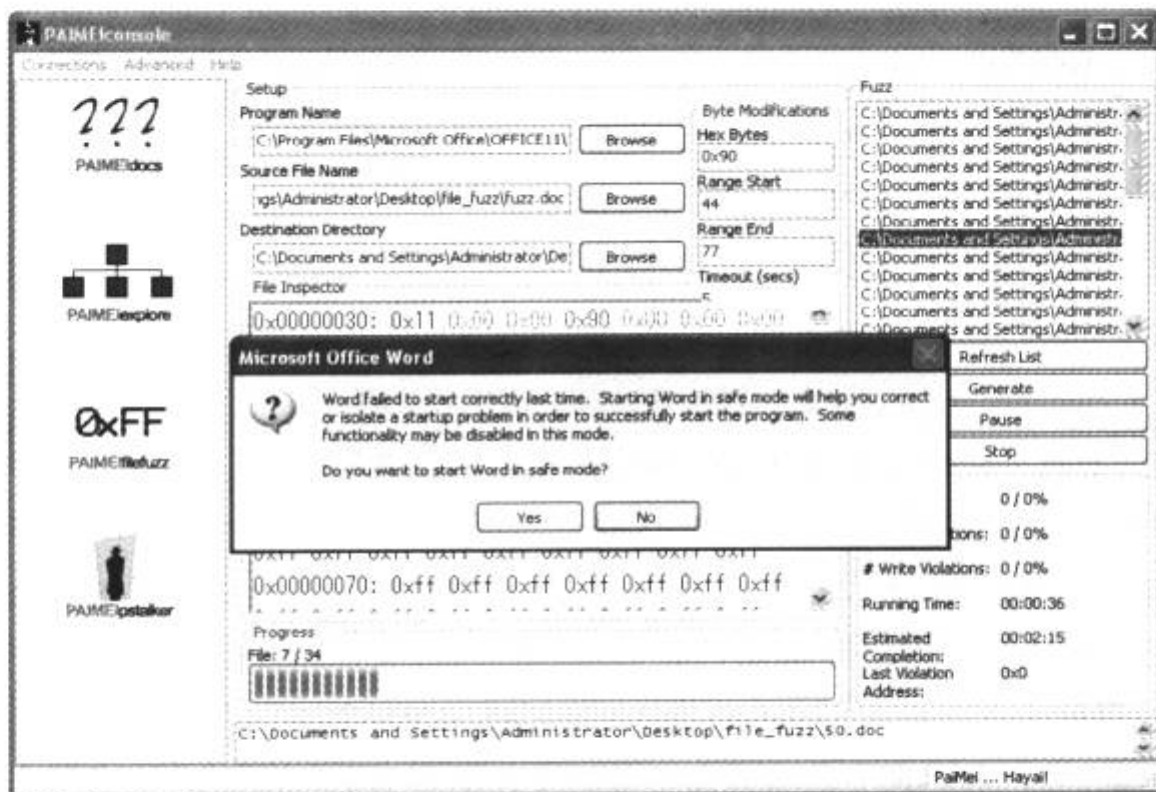 PAIMEIconsole
Connections Advanced Help
???
PAIMEIdocs
PAIMEIexplore
0xFF
PAIMEIfilefuzz
PAIMEIpstalker
Setup
Program Name
C:\Program Files\Microsoft Office\OFFICE11\
Browse
Source File Name
ngs\Administrator\Desktop\file_fuzz\fuzz.doc
Browse
Destination Directory
C:\Documents and Settings\Administrator\De
Browse
Byte Modifications
Hex Bytes
0x90
Range Start
44
Range End
77
Timeout (secs)
File Inspector
0x00000030: 0x11 0x00 0x00 0x90 0x00 0x00 0x00
Microsoft Office Word
Word failed to start correctly last time. Starting Word in safe mode will help you correct
or isolate a startup problem in order to successfully start the program. Some
functionality may be disabled in this mode.
Do you want to start Word in safe mode?
Yes No
0xff 0xff 0xff 0xff 0xff 0xff 0xff 0xff 0xff
0x00000070: 0xff 0xff 0xff 0xff 0xff 0xff 0xff
Progress
File: 7 / 34
Fuzz
C:\Documents and Settings\Administr
C:\Documents and Settings\Administr
C:\Documents and Settings\Administr
C:\Documents and Settings\Administr
C:\Documents and Settings\Administr
C:\Documents and Settings\Administr
C:\Documents and Settings\Administr
C:\Documents and Settings\Administr
C:\Documents and Settings\Administr
C:\Documents and Settings\Administr
C:\Documents and Settings\Administr
C:\Documents and Settings\Administr
C:\Documents and Settings\Administr
Refresh List
Generate
Pause
Stop
0 / 0%
tions: 0 / 0%
# Write Violations: 0 / 0%
Running Time: 00:00:36
Estimated 00:02:15
Completion:
Last Violation 0x0
Address:
C:\Documents and Settings\Administrator\Desktop\file_fuzz\50.doc
PaiMei ... Hayai!